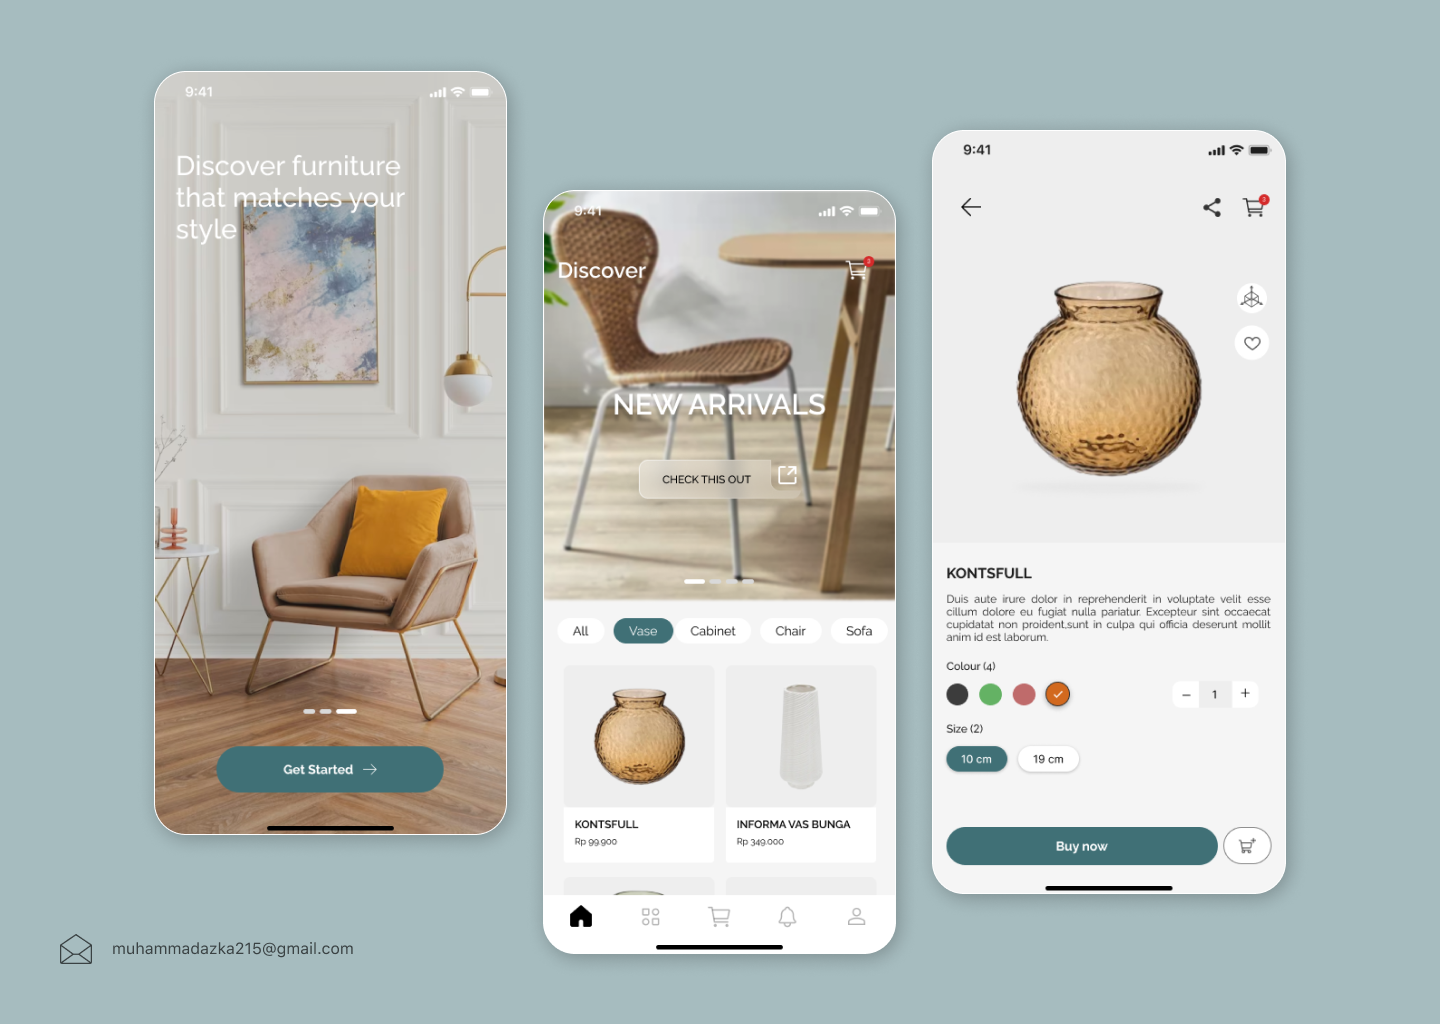 9:41
Discover furniture
that matches your
style
Get Started
9:41
Discover
3
NEW ARRIVALS
CHECK THIS OUT
All
Vase
Cabinet
Chair
Sofa
KONTSFULL
Rp 99.900
INFORMA VAS BUNGA
Rp 349.000
9:41
3
KONTSFULL
Duis aute irure dolor in reprehenderit in voluptate velit esse
cillum dolore eu fugiat nulla pariatur. Excepteur sint occaecat
cupidatat non proident,sunt in culpa qui officia deserunt mollit
anim id est laborum.
Colour (4)
− 1 +
Size (2)
10 cm
19 cm
Buy now
muhammadazka215@gmail.com